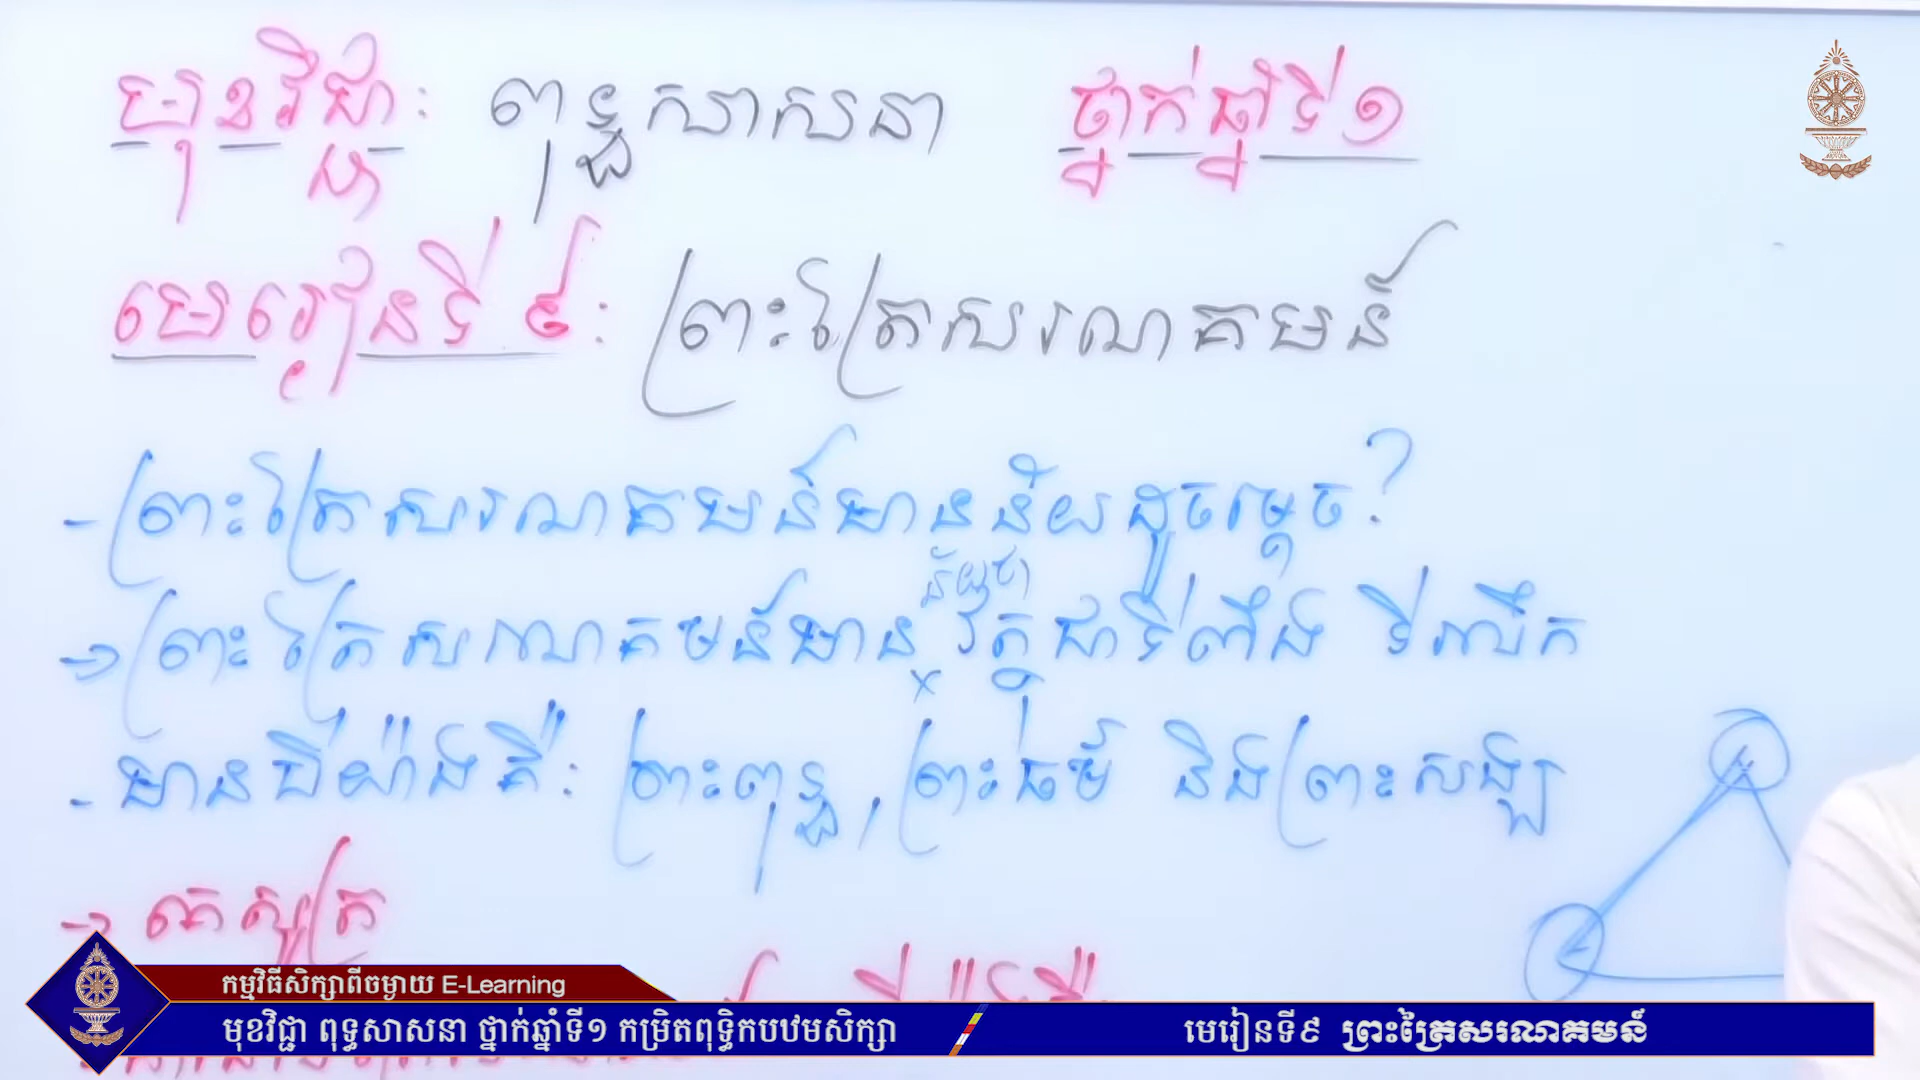 មុខវិជ្ជា: ពុទ្ធសាសនា ថ្នាក់ឆ្នាំទី១
មេរៀនទី ៩: ព្រះត្រៃសរណគមន៍
- ព្រះត្រៃសរណគមន៍មានន័យដូចម្ដេច?
ន័យថា
→ ព្រះត្រៃសរណគមន៍មាន វត្ថុជាទីពឹង ទីរលឹក
- មានបីយ៉ាងគឺ: ព្រះពុទ្ធ, ព្រះធម៌ និងព្រះសង្ឃ
កម្មវិធីសិក្សាពីចម្ងាយ E-Learning
មុខវិជ្ជា ពុទ្ធសាសនា ថ្នាក់ឆ្នាំទី១ កម្រិតពុទ្ធិកបឋមសិក្សា
មេរៀនទី៩ ព្រះត្រៃសរណគមន៍